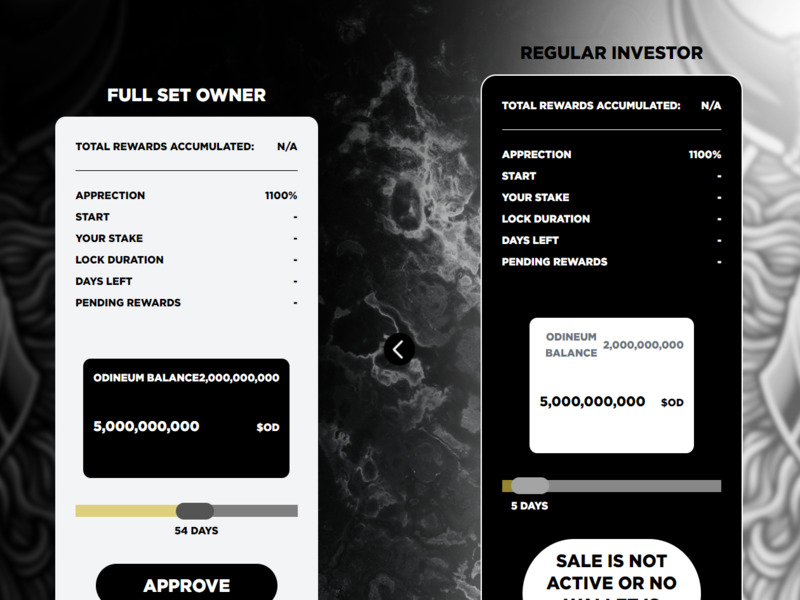 FULL SET OWNER
TOTAL REWARDS ACCUMULATED: N/A
APPRECTION 1100%
START -
YOUR STAKE -
LOCK DURATION -
DAYS LEFT -
PENDING REWARDS -
ODINEUM BALANCE2,000,000,000
5,000,000,000 $OD
54 DAYS
APPROVE
REGULAR INVESTOR
TOTAL REWARDS ACCUMULATED: N/A
APPRECTION 1100%
START -
YOUR STAKE -
LOCK DURATION -
DAYS LEFT -
PENDING REWARDS -
ODINEUM
BALANCE 2,000,000,000
5,000,000,000 $OD
5 DAYS
SALE IS NOT
ACTIVE OR NO
WALLET IS